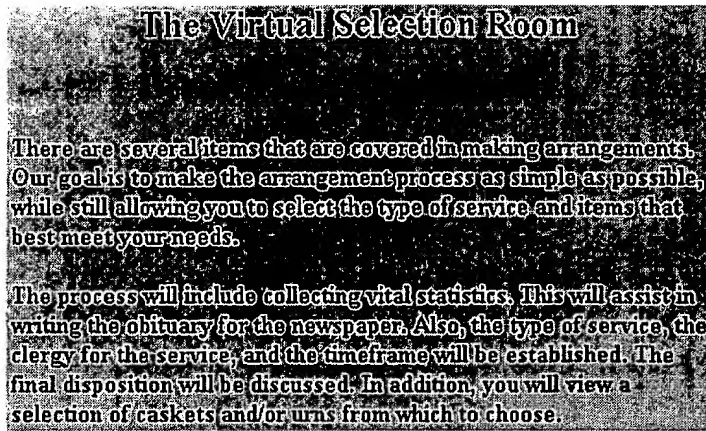 The Virtual Selection Room
There are several items that are covered in making arrangements.
Our goal is to make the arrangement process as simple as possible,
while still allowing you to select the type of service and items that
best meet your needs.
The process will include collecting vital statistics. This will assist in
writing the obituary for the newspaper. Also, the type of service, the
clergy for the service, and the timeframe will be established. The
final disposition will be discussed. In addition, you will view a
selection of caskets and/or urns from which to choose.